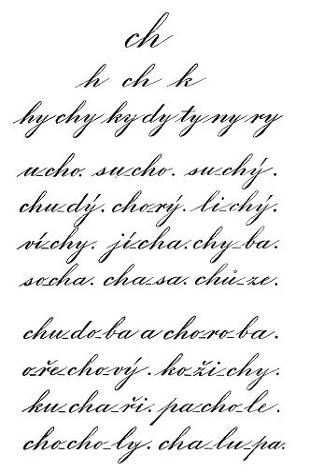 ch
h ch k
hy chy ky dy ty ny ry
u-cho. su-cho. su-chý.
chu-dý. cho-rý. li-chý.
ví-chy. jí-cha. chy-ba.
so-cha. cha-sa. chů-ze.
chu-do-ba a cho-ro-ba.
o-ře-cho-vý. ko-ži-chy.
ku-cha-ři. pa-cho-le.
cho-cho-ly. cha-lu-pa.